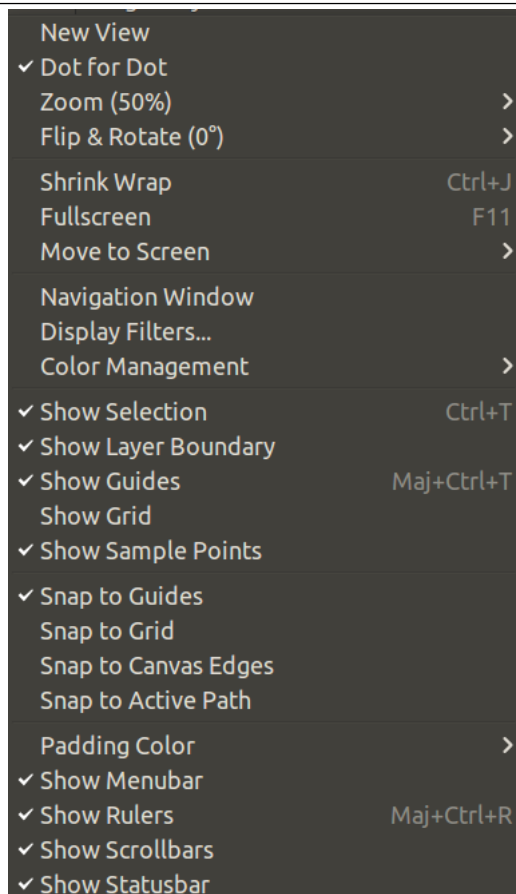 New View
✓ Dot for Dot
Zoom (50%) >
Flip & Rotate (0°) >
Shrink Wrap Ctrl+J
Fullscreen F11
Move to Screen >
Navigation Window
Display Filters...
Color Management >
✓ Show Selection Ctrl+T
✓ Show Layer Boundary
✓ Show Guides Maj+Ctrl+T
Show Grid
✓ Show Sample Points
✓ Snap to Guides
Snap to Grid
Snap to Canvas Edges
Snap to Active Path
Padding Color >
✓ Show Menubar
✓ Show Rulers Maj+Ctrl+R
✓ Show Scrollbars
✓ Show Statusbar